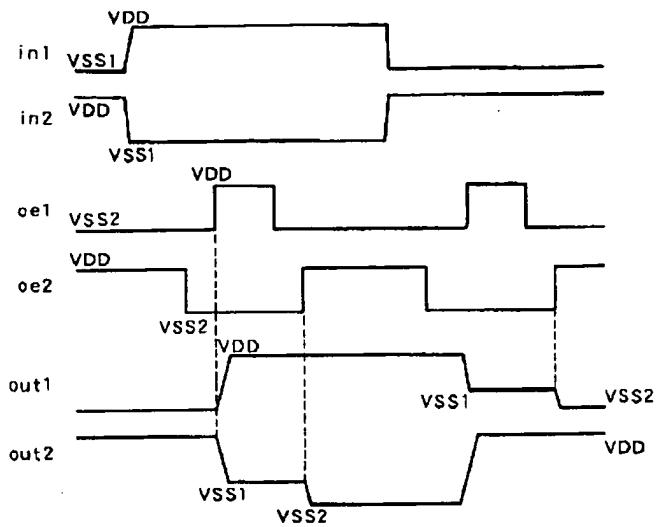 VDD
in1
VSS1
VDD
in2
VSS1
VDD
oe1
VSS2
VDD
oe2
VSS2
VDD
out1
VSS1
VSS2
out2
VDD
VSS1
VSS2